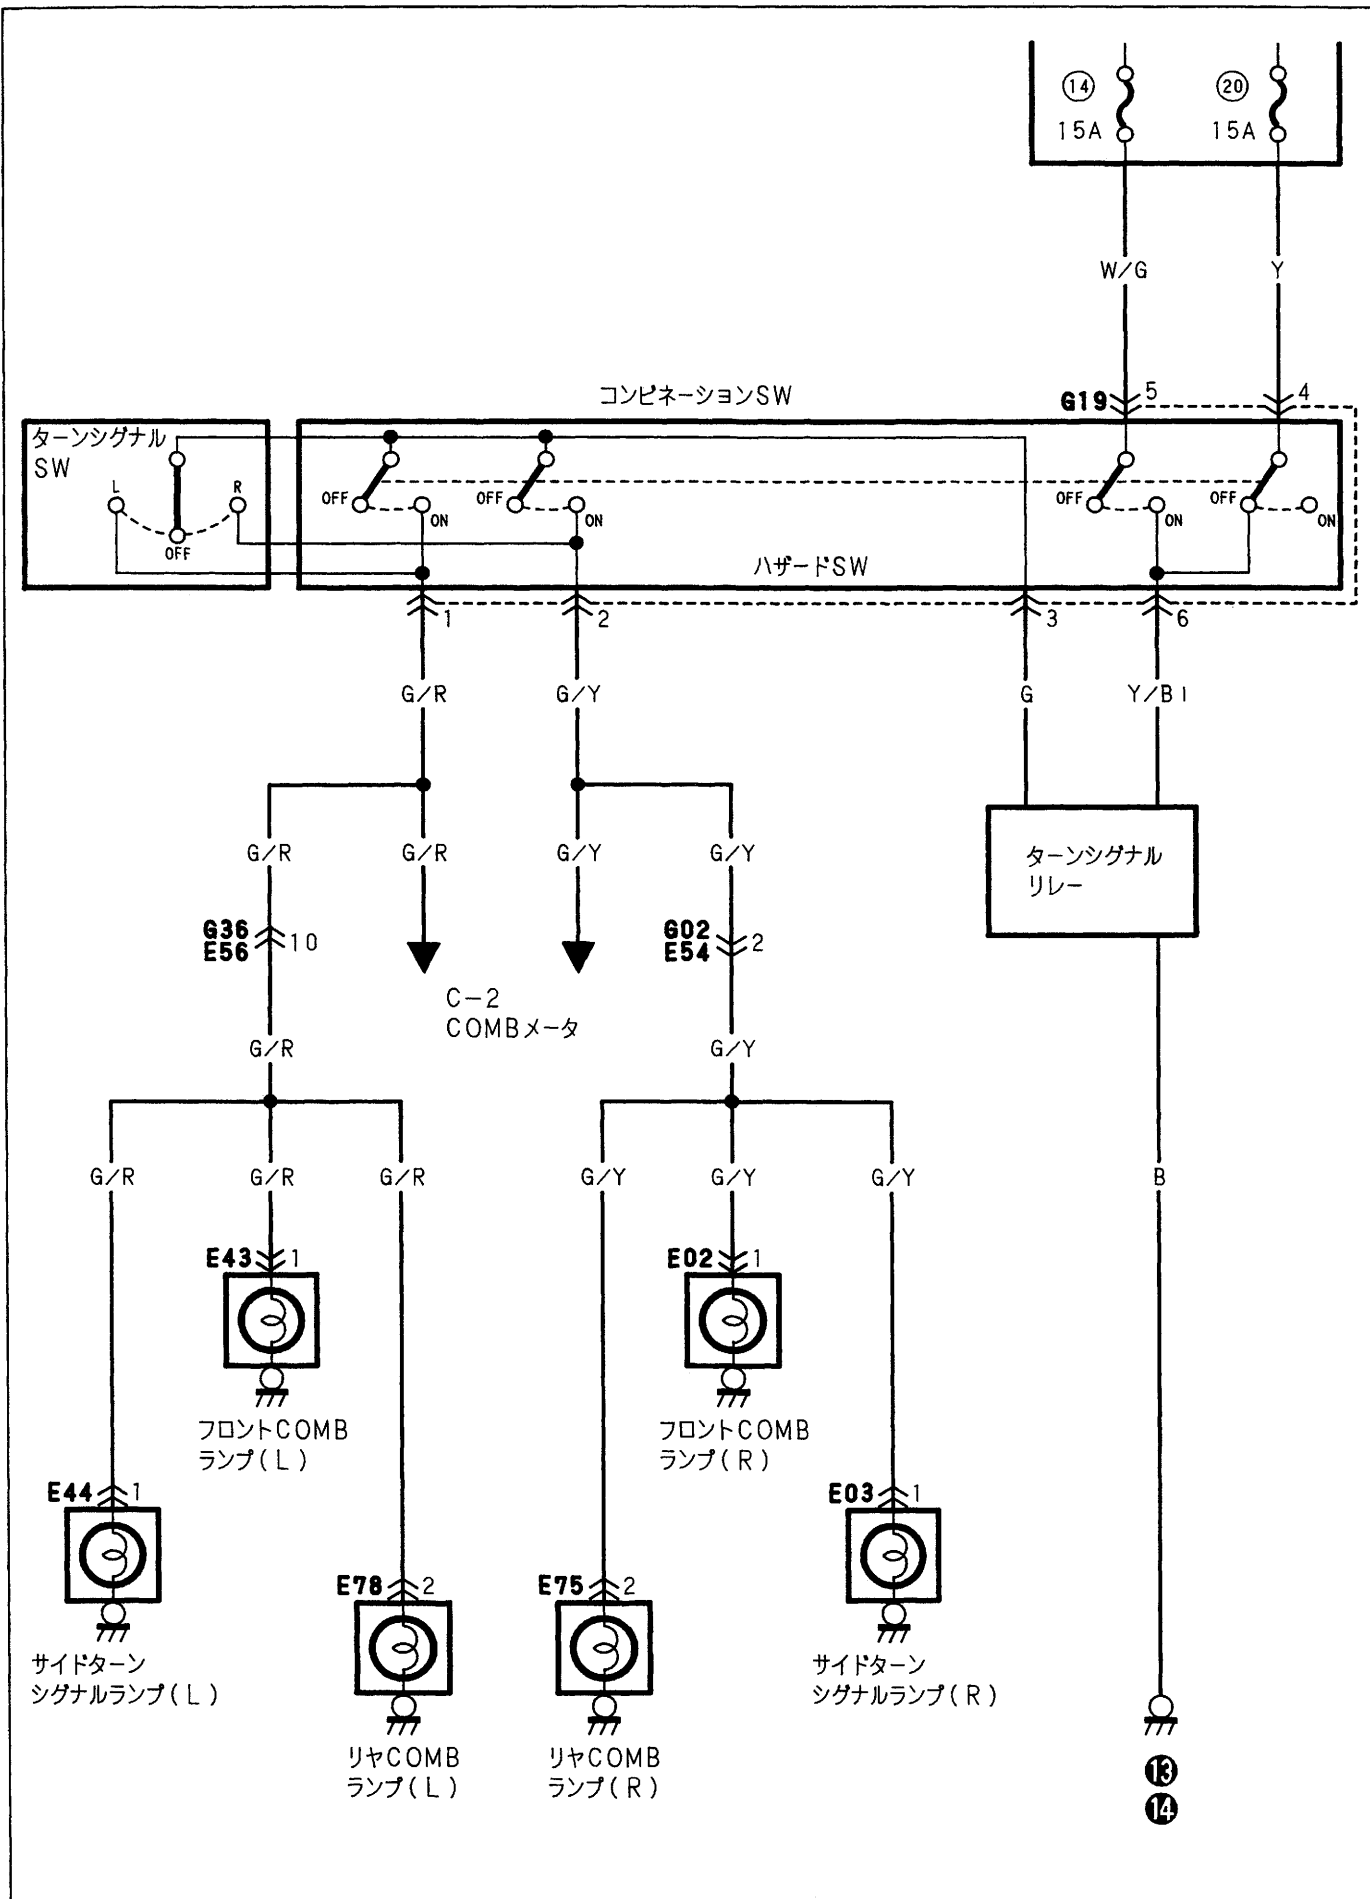 14
20
15A
15A
W/G
Y
コンビネーションSW
G19
5
4
ターンシグナル
SW
L
R
OFF
OFF
ON
OFF
ON
OFF
ON
OFF
ON
ハザードSW
1
2
3
6
G/R
G/Y
G
Y/Bl
G/R
G/R
G/Y
G/Y
ターンシグナル
リレー
G36
E56
10
G02
E54
2
C-2
COMBメータ
G/R
G/Y
G/R
G/R
G/R
G/Y
G/Y
G/Y
B
E43
1
E02
1
フロントCOMB
ランプ(L)
フロントCOMB
ランプ(R)
E44
1
E03
1
E78
2
E75
2
サイドターン
シグナルランプ(L)
サイドターン
シグナルランプ(R)
リヤCOMB
ランプ(L)
リヤCOMB
ランプ(R)
13
14